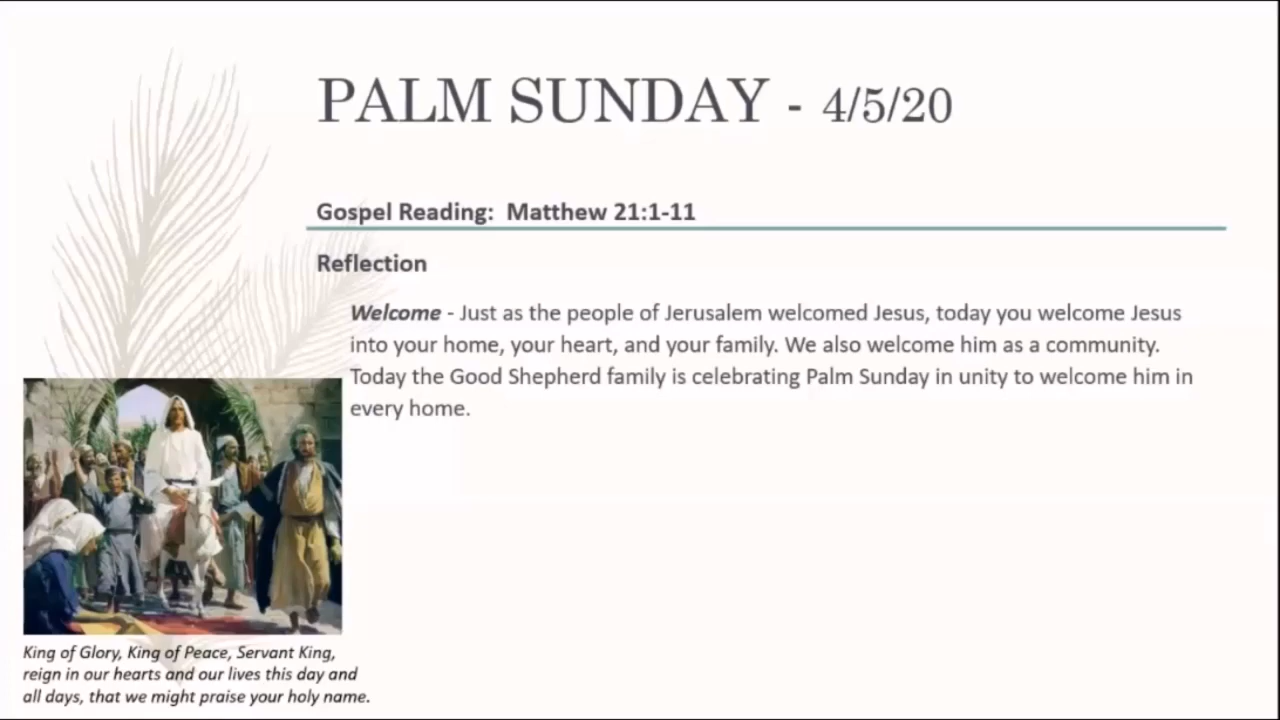 PALM SUNDAY - 4/5/20
Gospel Reading: Matthew 21:1-11
Reflection
Welcome - Just as the people of Jerusalem welcomed Jesus, today you welcome Jesus
into your home, your heart, and your family. We also welcome him as a community.
Today the Good Shepherd family is celebrating Palm Sunday in unity to welcome him in
every home.
King of Glory, King of Peace, Servant King,
reign in our hearts and our lives this day and
all days, that we might praise your holy name.